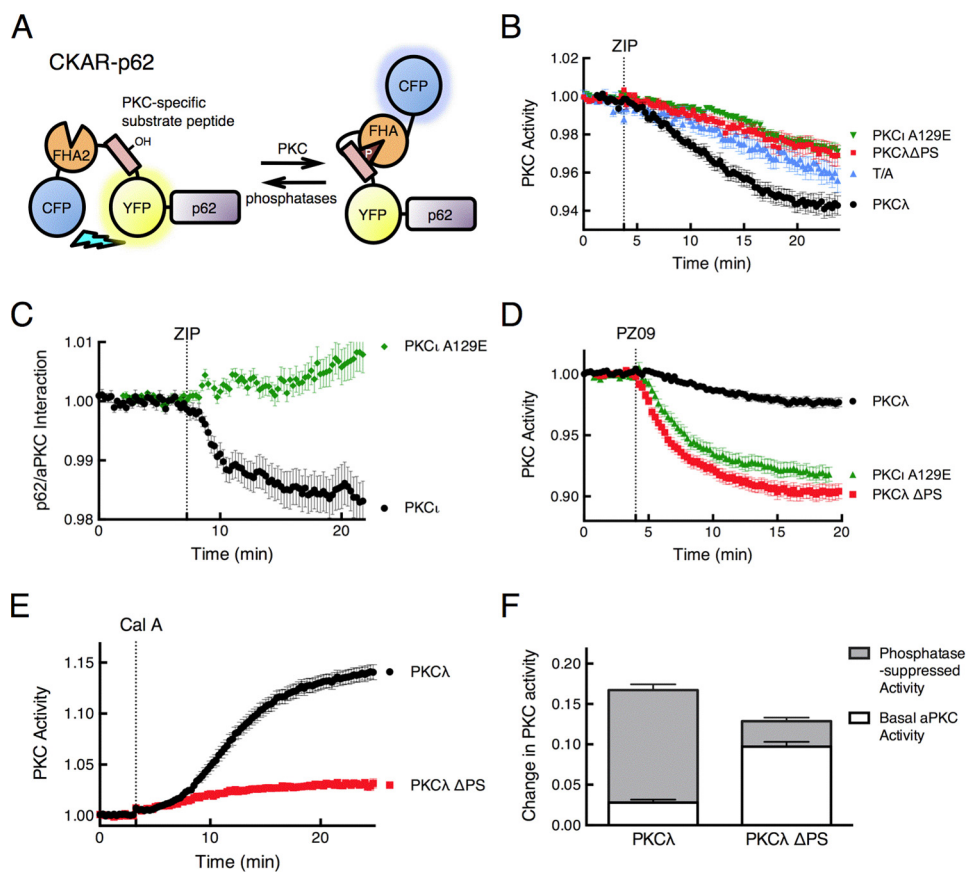 A
CKAR-p62
PKC-specific
substrate peptide
FHA2
OH
CFP
YFP
p62
PKC
phosphatases
CFP
FHA
P
YFP
p62
B
ZIP
PKC Activity
1.02
1.00
0.98
0.96
0.94
0
5
10
15
20
Time (min)
PKCι A129E
PKCλΔPS
T/A
PKCλ
C
ZIP
p62/aPKC Interaction
1.01
1.00
0.99
0.98
0
10
20
Time (min)
PKCι A129E
PKCι
D
PZ09
PKC Activity
1.00
0.95
0.90
0
5
10
15
20
Time (min)
PKCλ
PKCι A129E
PKCλ ΔPS
E
Cal A
PKC Activity
1.15
1.10
1.05
1.00
0
10
20
Time (min)
PKCλ
PKCλ ΔPS
F
Change in PKC activity
0.20
0.15
0.10
0.05
0.00
PKCλ
PKCλ ΔPS
Phosphatase
-suppressed
Activity
Basal aPKC
Activity